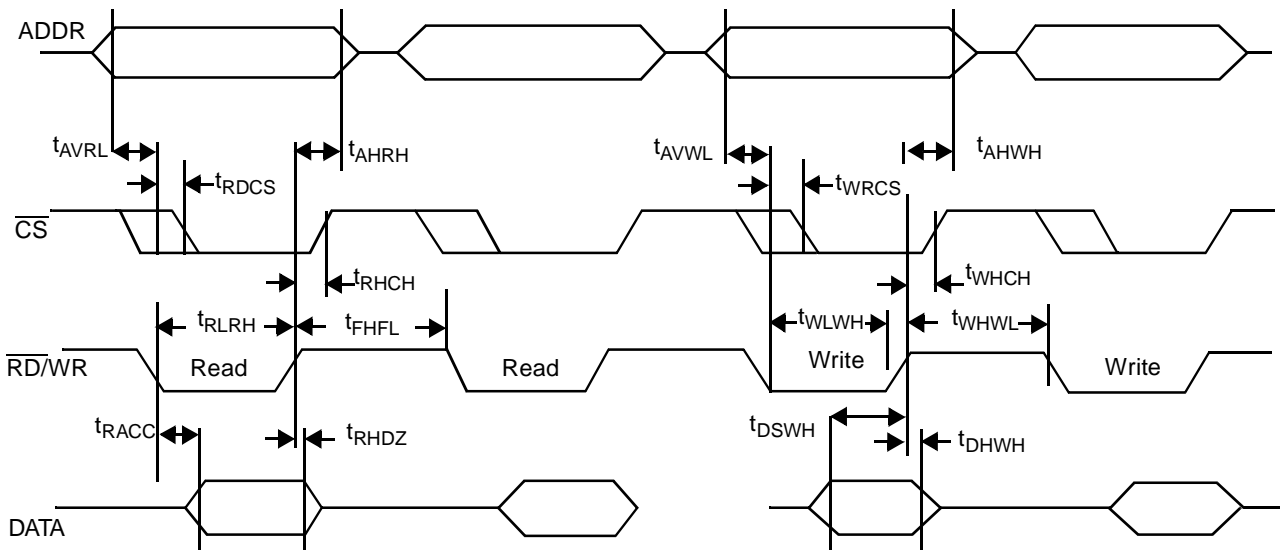 ADDR
tAVRL
tAHRH
tAVWL
tAHWH
tRDCS
tWRCS
CS
tRHCH
tWHCH
tRLRH
tFHFL
tWLWH
tWHWL
RD/WR
Read
Read
Write
Write
tRACC
tRHDZ
tDSWH
tDHWH
DATA